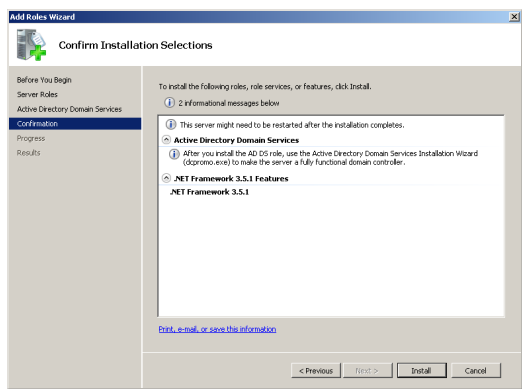 Add Roles Wizard
Confirm Installation Selections
Before You Begin
Server Roles
Active Directory Domain Services
Confirmation
Progress
Results
To install the following roles, role services, or features, click Install.
2 informational messages below
This server might need to be restarted after the installation completes.
Active Directory Domain Services
After you install the AD DS role, use the Active Directory Domain Services Installation Wizard
(dcpromo.exe) to make the server a fully functional domain controller.
.NET Framework 3.5.1 Features
.NET Framework 3.5.1
Print, e-mail, or save this information
< Previous
Next >
Install
Cancel